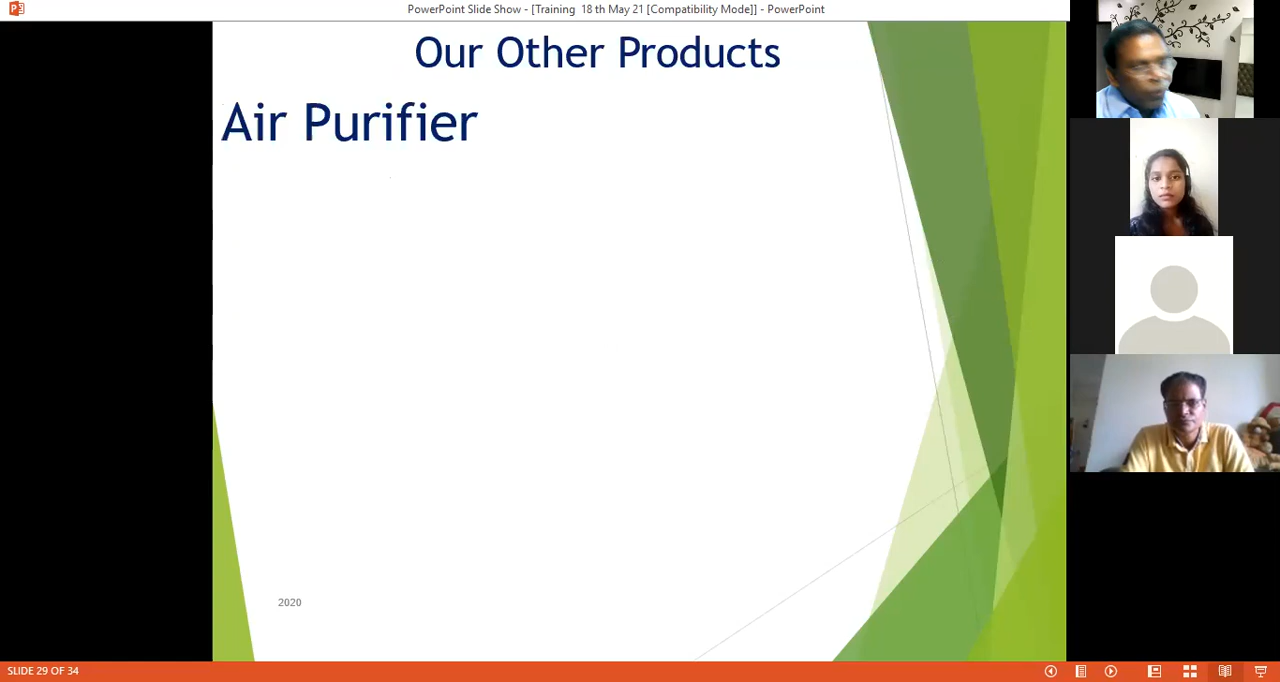 PowerPoint Slide Show - [Training  18 th May 21 [Compatibility Mode]] - PowerPoint
Our Other Products
Air Purifier
2020
SLIDE 29 OF 34